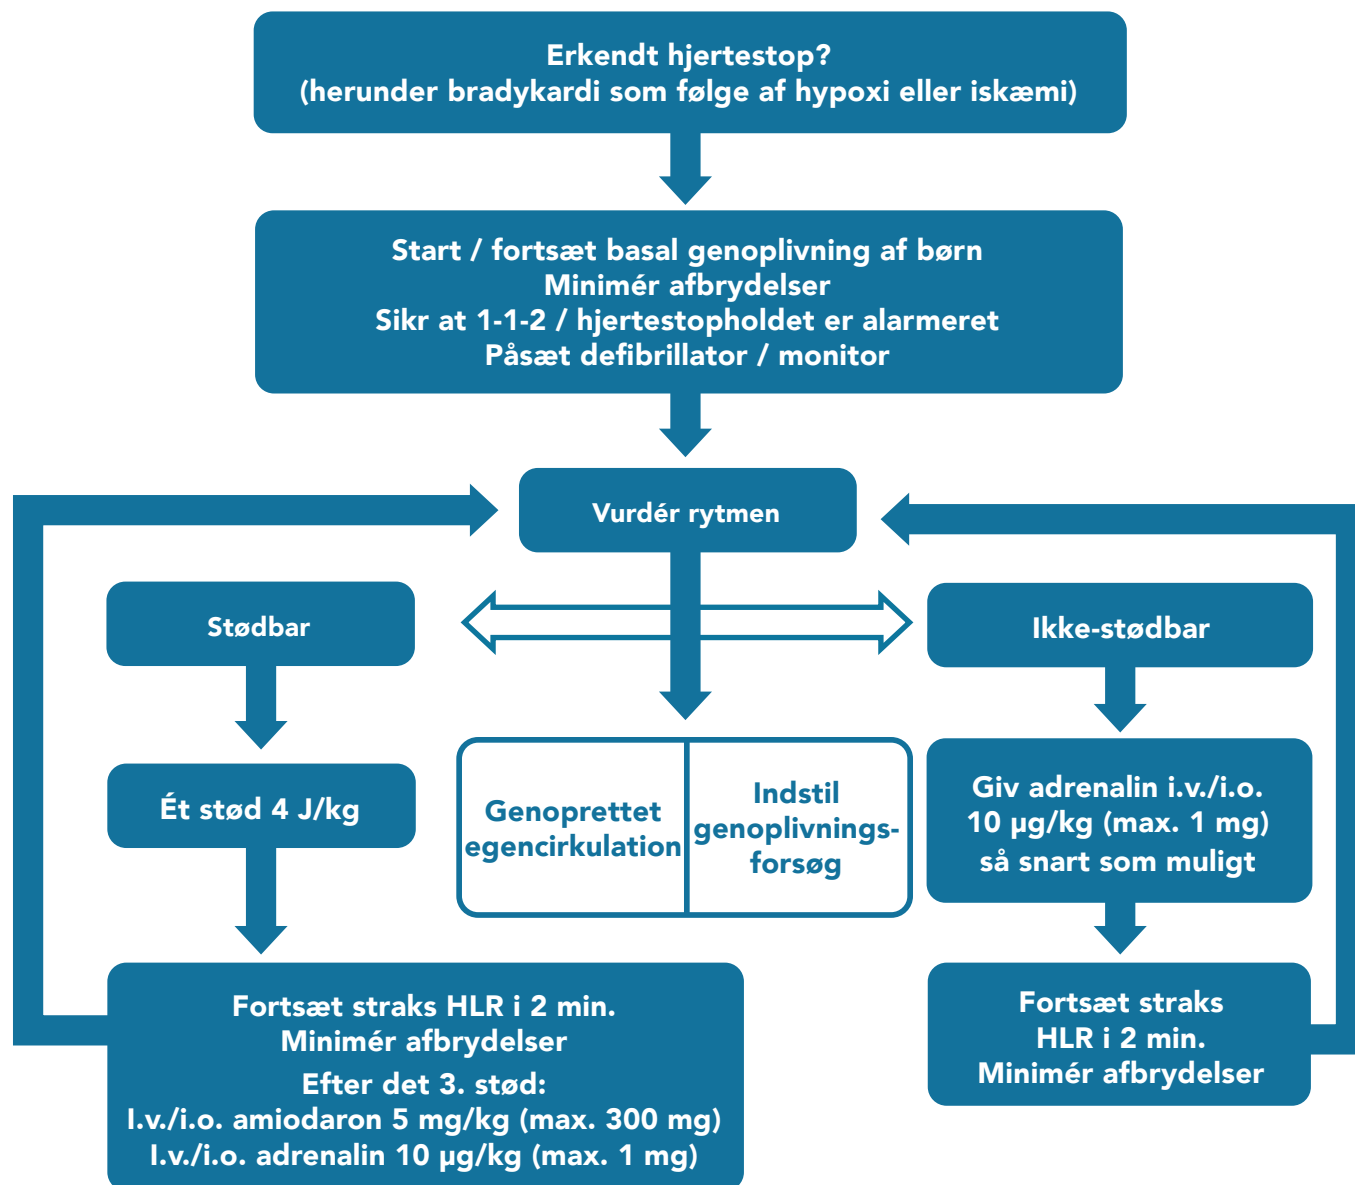 Erkendt hjertestop?
(herunder bradykardi som følge af hypoxi eller iskæmi)
Start / fortsæt basal genoplivning af børn
Minimér afbrydelser
Sikr at 1-1-2 / hjertestopholdet er alarmeret
Påsæt defibrillator / monitor
Vurdér rytmen
Stødbar
Ikke-stødbar
Ét stød 4 J/kg
Genoprettet
egencirkulation
Indstil
genoplivnings-
forsøg
Giv adrenalin i.v./i.o.
10 µg/kg (max. 1 mg)
så snart som muligt
Fortsæt straks HLR i 2 min.
Minimér afbrydelser
Efter det 3. stød:
I.v./i.o. amiodaron 5 mg/kg (max. 300 mg)
I.v./i.o. adrenalin 10 µg/kg (max. 1 mg)
Fortsæt straks
HLR i 2 min.
Minimér afbrydelser